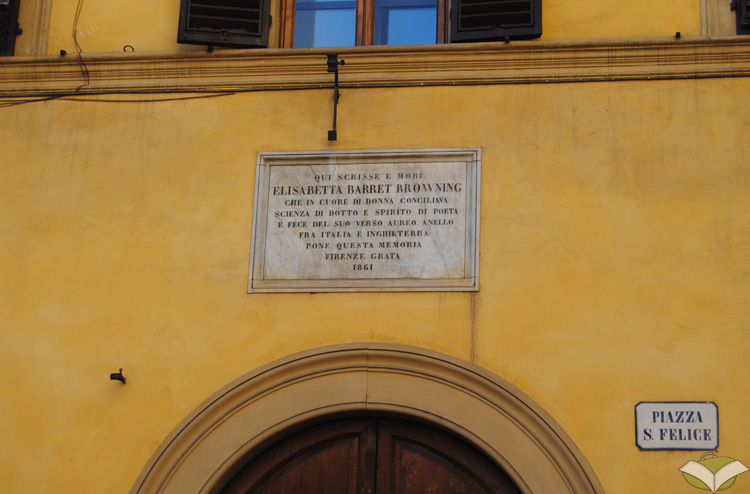 QUI SCRISSE E MORÌ
ELISABETTA BARRET BROWNING
CHE IN CUORE DI DONNA CONCILIAVA
SCIENZA DI DOTTO E SPIRITO DI POETA
E FECE DEL SUO VERSO AUREO ANELLO
FRA ITALIA E INGHILTERRA
PONE QUESTA MEMORIA
FIRENZE GRATA
1861
PIAZZA
S. FELICE